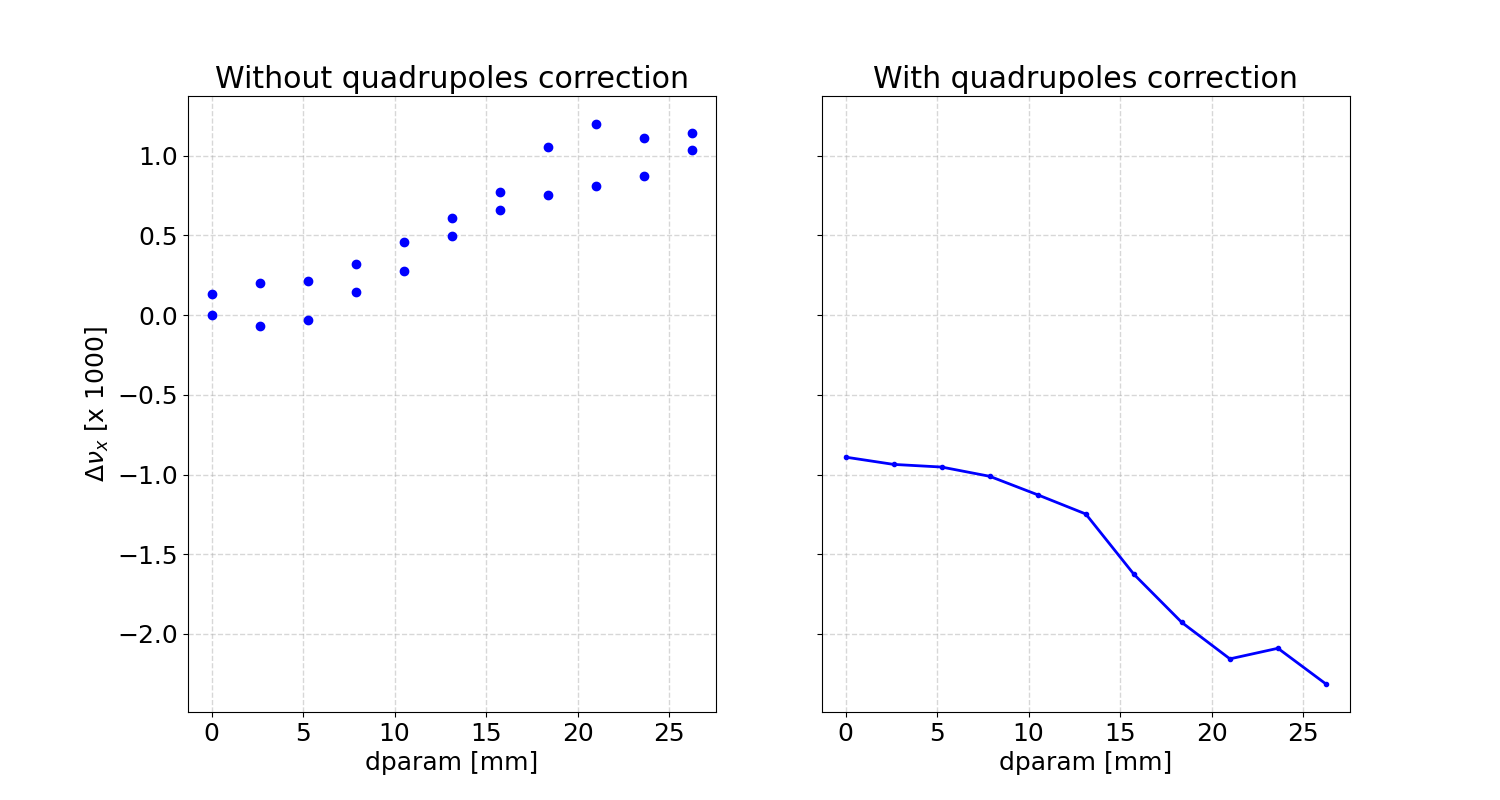 Without quadrupoles correction
With quadrupoles correction
Δν_x [x 1000]
1.0
0.5
0.0
−0.5
−1.0
−1.5
−2.0
0 5 10 15 20 25
0 5 10 15 20 25
dparam [mm]
dparam [mm]